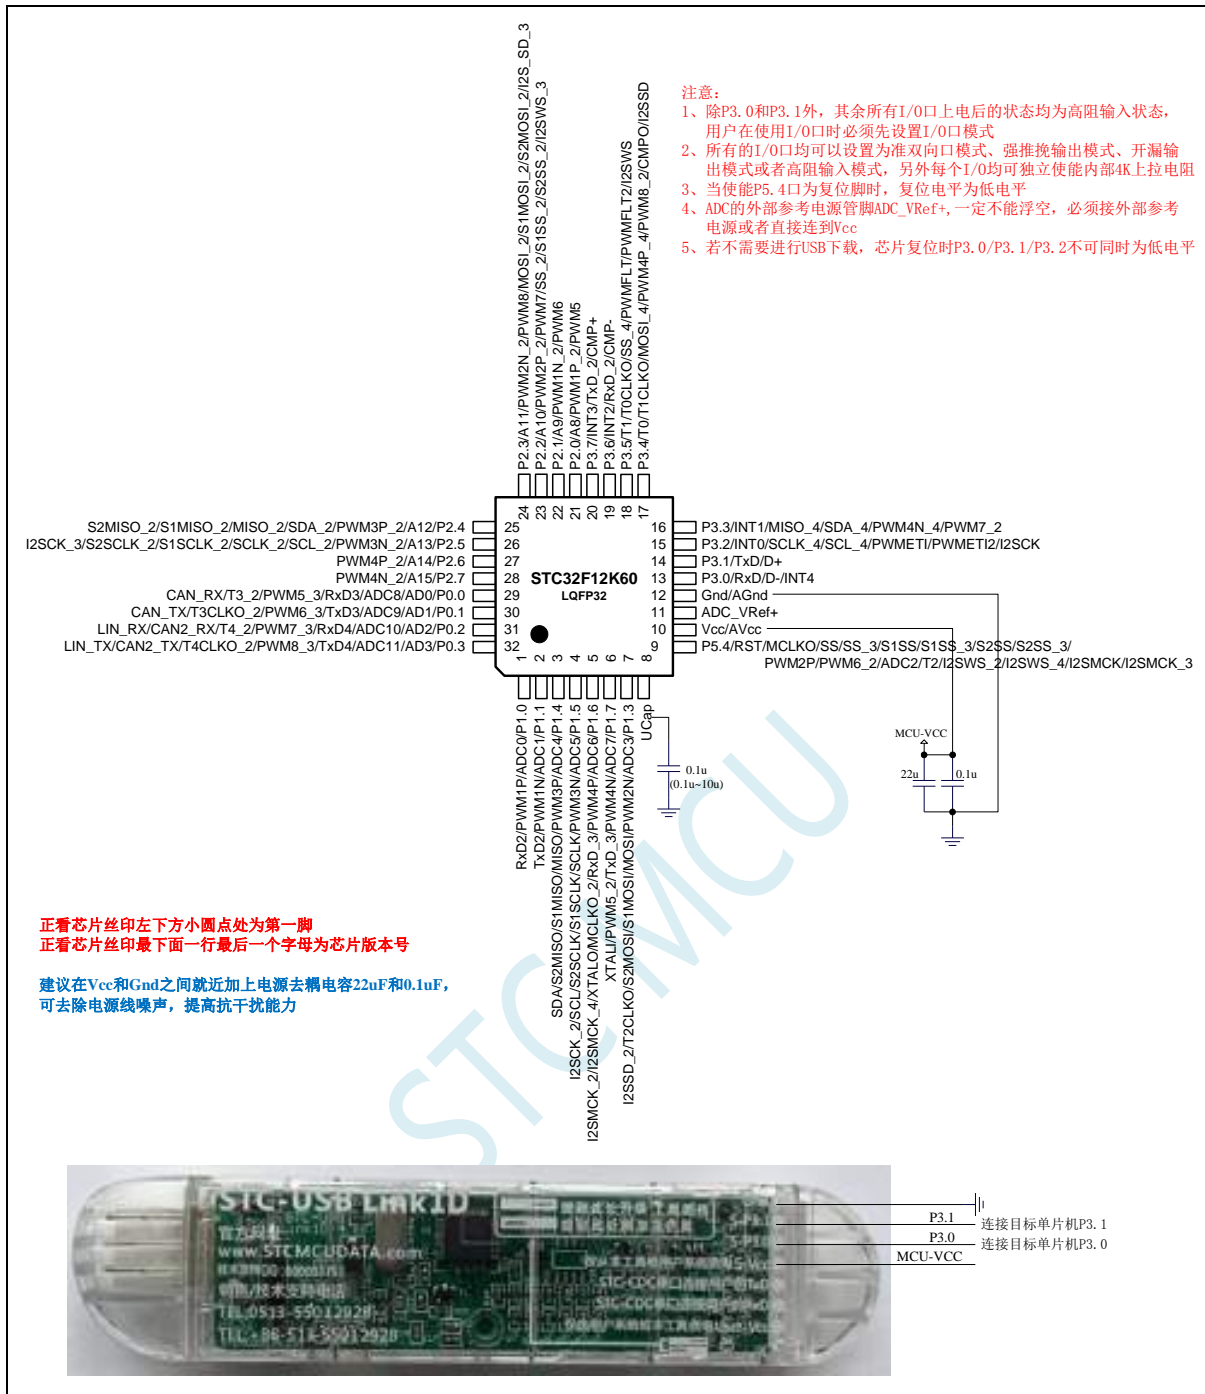 P2.3/A11/PWM2N_2/PWM8/MOSI_2/S1MOSI_2/S2MOSI_2/I2S_SD_3
P2.2/A10/PWM2P_2/PWM7/SS_2/S1SS_2/S2SS_2/I2SWS_3
P2.1/A9/PWM1N_2/PWM6
P2.0/A8/PWM1P_2/PWM5
P3.7/INT3/TxD_2/CMP+
P3.6/INT2/RxD_2/CMP-
P3.5/T1/T0CLKO/SS_4/PWMFLT/PWMFLT2/I2SWS
P3.4/T0/T1CLKO/MOSI_4/PWM4P_4/PWM8_2/CMPO/I2SSD
注意:
1、除P3.0和P3.1外，其余所有I/O口上电后的状态均为高阻输入状态，
用户在使用I/O口时必须先设置I/O口模式
2、所有的I/O口均可以设置为准双向口模式、强推挽输出模式、开漏输
出模式或者高阻输入模式，另外每个I/O均可独立使能内部4K上拉电阻
3、当使能P5.4口为复位脚时，复位电平为低电平
4、ADC的外部参考电源管脚ADC_VRef+,一定不能浮空，必须接外部参考
电源或者直接连到Vcc
5、若不需要进行USB下载，芯片复位时P3.0/P3.1/P3.2不可同时为低电平
24 23 22 21 20 19 18 17
S2MISO_2/S1MISO_2/MISO_2/SDA_2/PWM3P_2/A12/P2.4 25
I2SCK_3/S2SCLK_2/S1SCLK_2/SCLK_2/SCL_2/PWM3N_2/A13/P2.5 26
PWM4P_2/A14/P2.6 27
PWM4N_2/A15/P2.7 28
CAN_RX/T3_2/PWM5_3/RxD3/ADC8/AD0/P0.0 29
CAN_TX/T3CLKO_2/PWM6_3/TxD3/ADC9/AD1/P0.1 30
LIN_RX/CAN2_RX/T4_2/PWM7_3/RxD4/ADC10/AD2/P0.2 31
LIN_TX/CAN2_TX/T4CLKO_2/PWM8_3/TxD4/ADC11/AD3/P0.3 32
STC32F12K60
LQFP32
16 P3.3/INT1/MISO_4/SDA_4/PWM4N_4/PWM7_2
15 P3.2/INT0/SCLK_4/SCL_4/PWMETI/PWMETI2/I2SCK
14 P3.1/TxD/D+
13 P3.0/RxD/D-/INT4
12 Gnd/AGnd
11 ADC_VRef+
10 Vcc/AVcc
9 P5.4/RST/MCLKO/SS/SS_3/S1SS/S1SS_3/S2SS/S2SS_3/
PWM2P/PWM6_2/ADC2/T2/I2SWS_2/I2SWS_4/I2SMCK/I2SMCK_3
1 2 3 4 5 6 7 8
RxD2/PWM1P/ADC0/P1.0
TxD2/PWM1N/ADC1/P1.1
SDA/S2MISO/S1MISO/MISO/PWM3P/ADC4/P1.4
I2SCK_2/SCL/S2SCLK/S1SCLK/SCLK/PWM3N/ADC5/P1.5
I2SMCK_2/I2SMCK_4/XTALO/MCLKO_2/RxD_3/PWM4P/ADC6/P1.6
XTALI/PWM5_2/TxD_3/PWM4N/ADC7/P1.7
I2SSD_2/T2CLKO/S2MOSI/S1MOSI/MOSI/PWM2N/ADC3/P1.3
UCap
0.1u
(0.1u~10u)
MCU-VCC
22u 0.1u
STC MCU
正看芯片丝印左下方小圆点处为第一脚
正看芯片丝印最下面一行最后一个字母为芯片版本号
建议在Vcc和Gnd之间就近加上电源去耦电容22uF和0.1uF，
可去除电源线噪声，提高抗干扰能力
STC-USB Link1D
www.STCMCUDATA.com
TEL:0513-55012928
TEL:+86-513-55012928
P3.1 连接目标单片机P3.1
P3.0 连接目标单片机P3.0
MCU-VCC